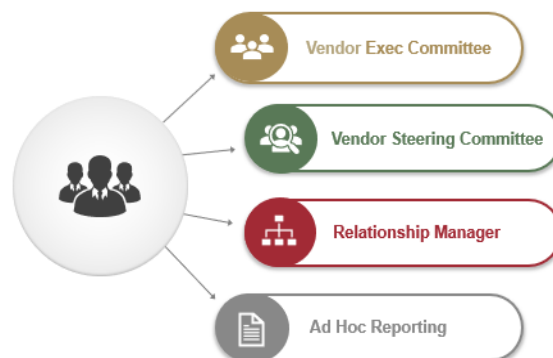 Vendor Exec Committee
Vendor Steering Committee
Relationship Manager
Ad Hoc Reporting